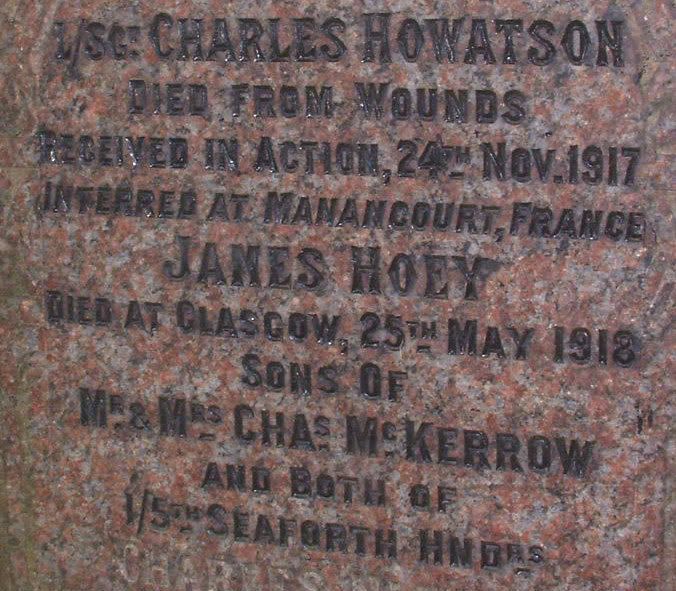 L/SGT CHARLES HOWATSON
DIED FROM WOUNDS
RECEIVED IN ACTION, 24TH NOV. 1917
INTERRED AT MANANCOURT, FRANCE
JAMES HOEY
DIED AT GLASGOW, 25TH MAY 1918
SONS OF
MR & MRS CHAS MCKERROW
AND BOTH OF
1/5TH SEAFORTH HNDRS
CHARLES